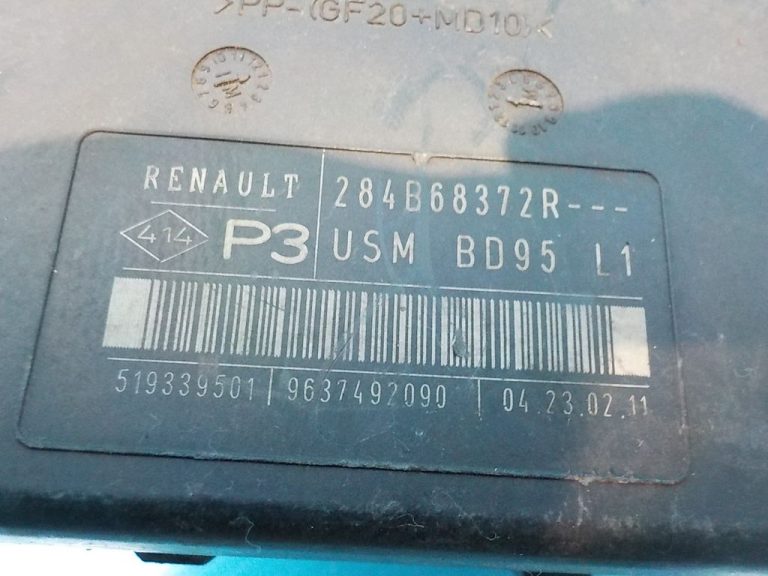 >PP-(GF20+MD10)<
RENAULT 284B68372R---
414 P3 USM BD95 L1
519339501 9637492090 04.23.02.11